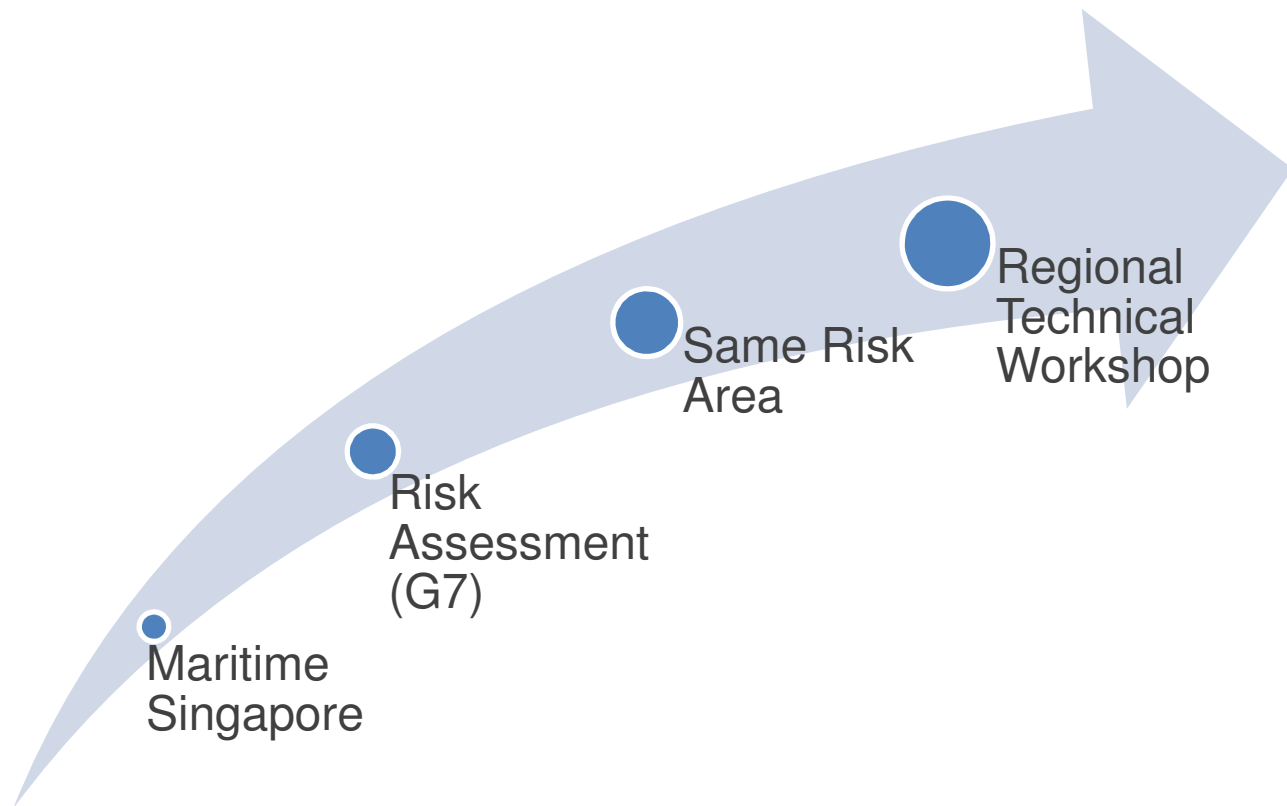 Maritime
Singapore
Risk
Assessment
(G7)
Same Risk
Area
Regional
Technical
Workshop